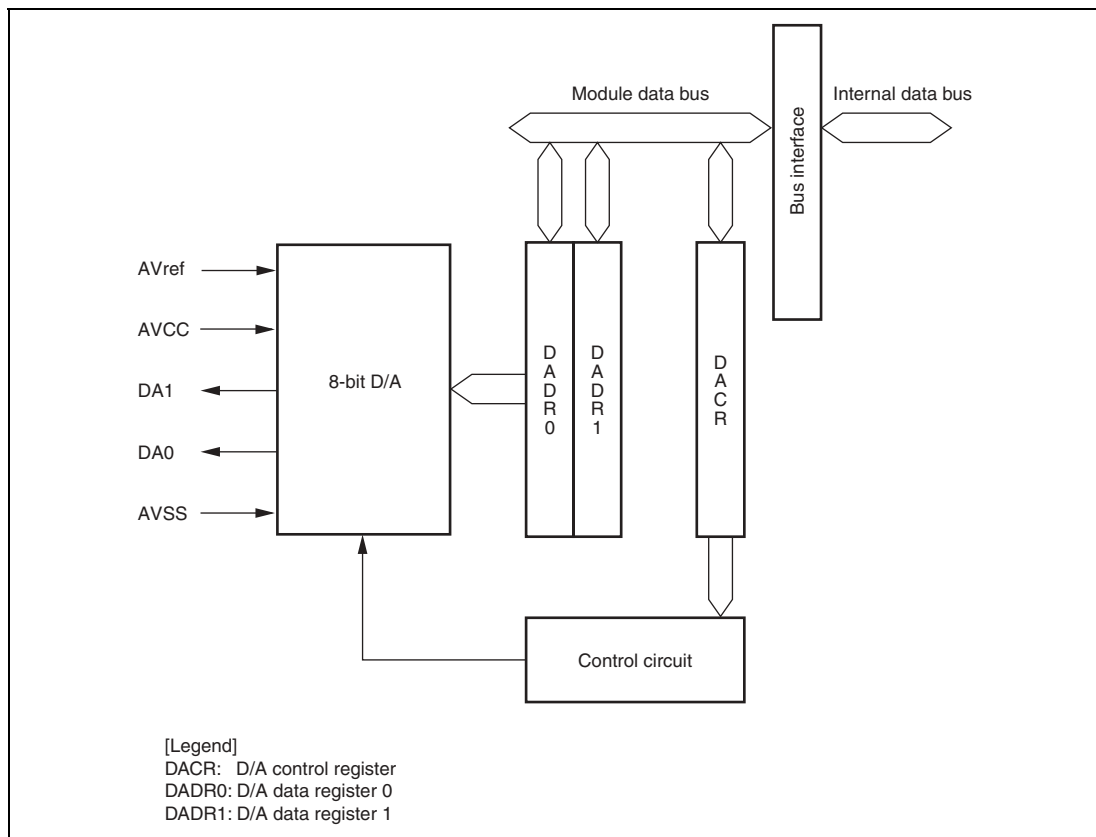 Module data bus
Internal data bus
Bus interface
AVref
AVCC
DA1
DA0
AVSS
8-bit D/A
DADR0
DADR1
DACR
Control circuit
[Legend]
DACR: D/A control register
DADR0: D/A data register 0
DADR1: D/A data register 1